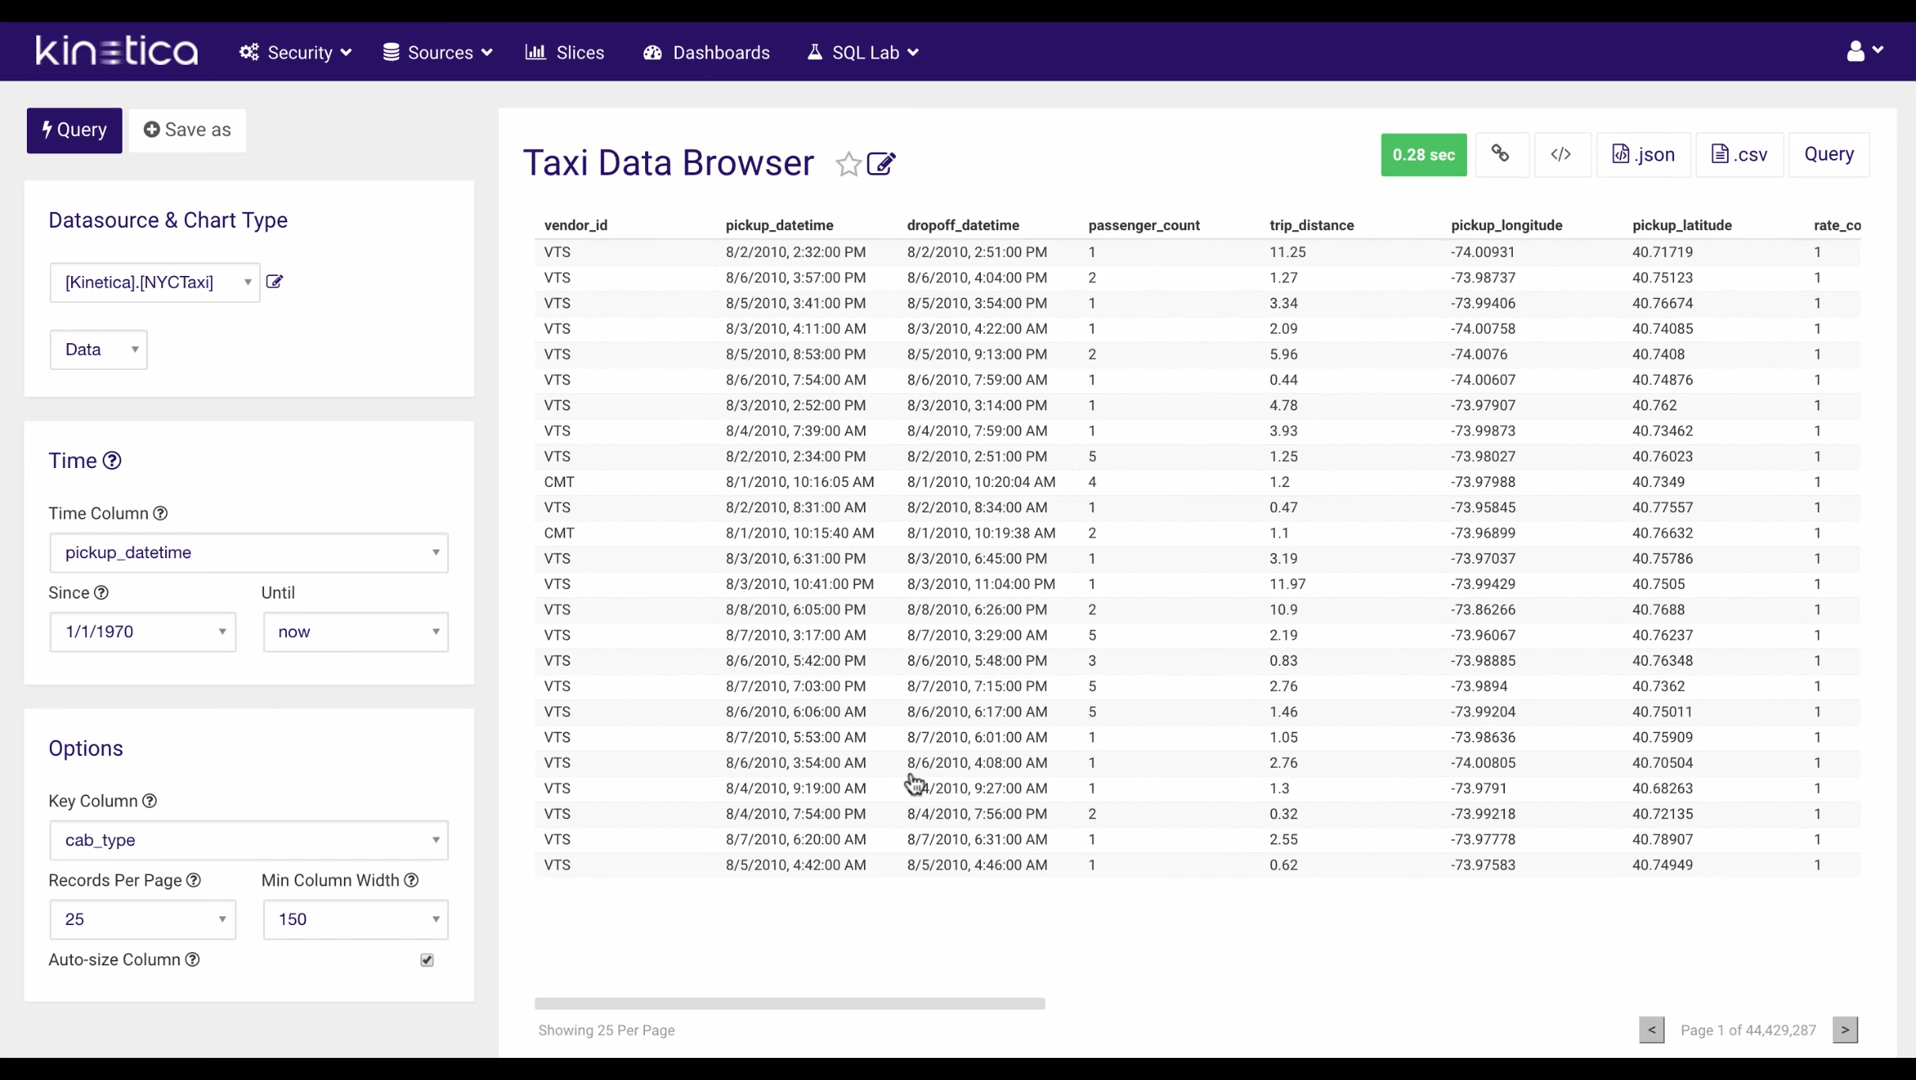 kinetica Security Sources Slices Dashboards SQL Lab
Query Save as
Datasource & Chart Type
[Kinetica].[NYCTaxi]
Data
Time
Time Column
pickup_datetime
Since Until
1/1/1970 now
Options
Key Column
cab_type
Records Per Page Min Column Width
25 150
Auto-size Column
Taxi Data Browser 0.28 sec </> .json .csv Query
vendor_id pickup_datetime dropoff_datetime passenger_count trip_distance pickup_longitude pickup_latitude rate_co
VTS 8/2/2010, 2:32:00 PM 8/2/2010, 2:51:00 PM 1 11.25 -74.00931 40.71719 1
VTS 8/6/2010, 3:57:00 PM 8/6/2010, 4:04:00 PM 2 1.27 -73.98737 40.75123 1
VTS 8/5/2010, 3:41:00 PM 8/5/2010, 3:54:00 PM 1 3.34 -73.99406 40.76674 1
VTS 8/3/2010, 4:11:00 AM 8/3/2010, 4:22:00 AM 1 2.09 -74.00758 40.74085 1
VTS 8/5/2010, 8:53:00 PM 8/5/2010, 9:13:00 PM 2 5.96 -74.0076 40.7408 1
VTS 8/6/2010, 7:54:00 AM 8/6/2010, 7:59:00 AM 1 0.44 -74.00607 40.74876 1
VTS 8/3/2010, 2:52:00 PM 8/3/2010, 3:14:00 PM 1 4.78 -73.97907 40.762 1
VTS 8/4/2010, 7:39:00 AM 8/4/2010, 7:59:00 AM 1 3.93 -73.99873 40.73462 1
VTS 8/2/2010, 2:34:00 PM 8/2/2010, 2:51:00 PM 5 1.25 -73.98027 40.76023 1
CMT 8/1/2010, 10:16:05 AM 8/1/2010, 10:20:04 AM 4 1.2 -73.97988 40.7349 1
VTS 8/2/2010, 8:31:00 AM 8/2/2010, 8:34:00 AM 1 0.47 -73.95845 40.77557 1
CMT 8/1/2010, 10:15:40 AM 8/1/2010, 10:19:38 AM 2 1.1 -73.96899 40.76632 1
VTS 8/3/2010, 6:31:00 PM 8/3/2010, 6:45:00 PM 1 3.19 -73.97037 40.75786 1
VTS 8/3/2010, 10:41:00 PM 8/3/2010, 11:04:00 PM 1 11.97 -73.99429 40.7505 1
VTS 8/8/2010, 6:05:00 PM 8/8/2010, 6:26:00 PM 2 10.9 -73.86266 40.7688 1
VTS 8/7/2010, 3:17:00 AM 8/7/2010, 3:29:00 AM 5 2.19 -73.96067 40.76237 1
VTS 8/6/2010, 5:42:00 PM 8/6/2010, 5:48:00 PM 3 0.83 -73.98885 40.76348 1
VTS 8/7/2010, 7:03:00 PM 8/7/2010, 7:15:00 PM 5 2.76 -73.9894 40.7362 1
VTS 8/6/2010, 6:06:00 AM 8/6/2010, 6:17:00 AM 5 1.46 -73.99204 40.75011 1
VTS 8/7/2010, 5:53:00 AM 8/7/2010, 6:01:00 AM 1 1.05 -73.98636 40.75909 1
VTS 8/6/2010, 3:54:00 AM 8/6/2010, 4:08:00 AM 1 2.76 -74.00805 40.70504 1
VTS 8/4/2010, 9:19:00 AM 4/2010, 9:27:00 AM 1 1.3 -73.9791 40.68263 1
VTS 8/4/2010, 7:54:00 PM 8/4/2010, 7:56:00 PM 2 0.32 -73.99218 40.72135 1
VTS 8/7/2010, 6:20:00 AM 8/7/2010, 6:31:00 AM 1 2.55 -73.97778 40.78907 1
VTS 8/5/2010, 4:42:00 AM 8/5/2010, 4:46:00 AM 1 0.62 -73.97583 40.74949 1
Showing 25 Per Page < Page 1 of 44,429,287 >